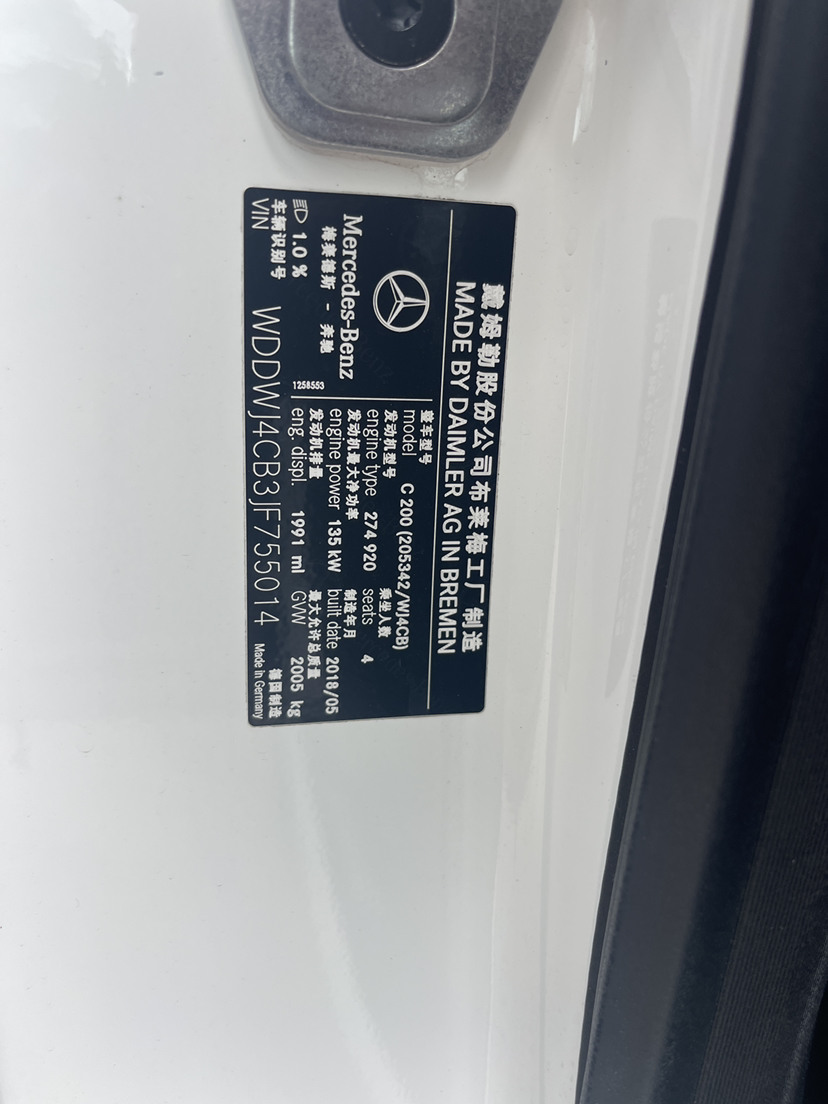 戴姆勒股份公司布莱梅工厂制造
MADE BY DAIMLER AG IN BREMEN
Mercedes-Benz
梅赛德斯 - 奔驰
1.0 %
1258553
整车型号
model C 200 (205342/WJ4CB)
发动机型号 乘坐人数
engine type 274 920 seats 4
发动机最大净功率 制造年月
engine power 135 kW built date 2018/05
发动机排量 最大允许总质量
eng. displ. 1991 ml GVW 2005 kg
车辆识别号 德国制造
VIN WDDWJ4CB3JF755014 Made in Germany